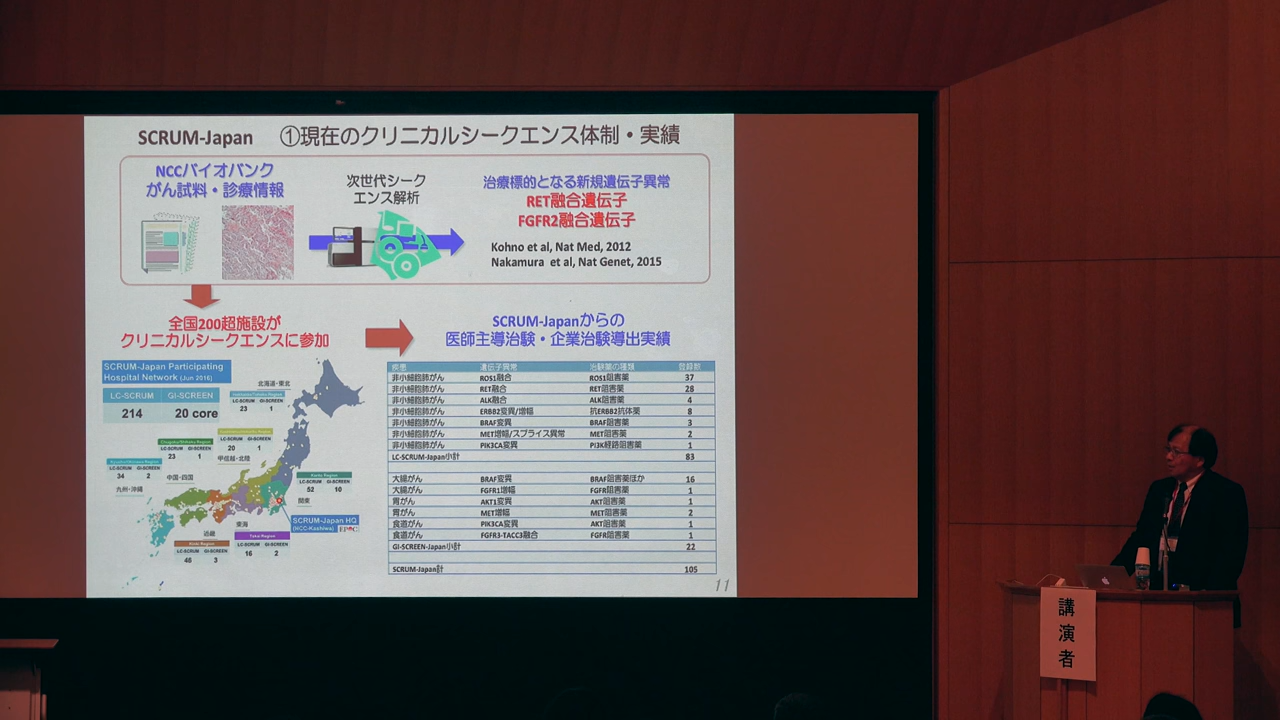 SCRUM-Japan ①現在のクリニカルシークエンス体制・実績
NCCバイオバンク
がん試料・診療情報
次世代シーク
エンス解析
治療標的となる新規遺伝子異常
RET融合遺伝子
FGFR2融合遺伝子
Kohno et al, Nat Med, 2012
Nakamura et al, Nat Genet, 2015
全国200超施設が
クリニカルシークエンスに参加
SCRUM-Japanからの
医師主導治験・企業治験導出実績
SCRUM-Japan Participating
Hospital Network (Jun 2016)
LC-SCRUM GI-SCREEN
214 20 core
北海道・東北
LC-SCRUM GI-SCREEN
23 1
LC-SCRUM GI-SCREEN
20 1
甲信越・北陸
Chugoku/Shikoku Region
LC-SCRUM GI-SCREEN
23 1
中国・四国
LC-SCRUM GI-SCREEN
34 2
九州・沖縄
Kanto Region
LC-SCRUM GI-SCREEN
52 10
関東
SCRUM-Japan HQ
(NCC-Kashiwa)
東海
Tokai Region
LC-SCRUM GI-SCREEN
16 2
近畿
Kinki Region
LC-SCRUM GI-SCREEN
46 3
疾患 遺伝子異常 治験薬の種類 登録数
非小細胞肺がん ROS1融合 ROS1阻害薬 37
非小細胞肺がん RET融合 RET阻害薬 28
非小細胞肺がん ALK融合 ALK阻害薬 4
非小細胞肺がん ERBB2変異/増幅 抗ERBB2抗体薬 8
非小細胞肺がん BRAF変異 BRAF阻害薬 3
非小細胞肺がん MET増幅/スプライス異常 MET阻害薬 2
非小細胞肺がん PIK3CA変異 PI3K経路阻害薬 1
LC-SCRUM-Japan小計 83
大腸がん BRAF変異 BRAF阻害薬ほか 16
大腸がん FGFR1増幅 FGFR阻害薬 1
胃がん AKT1変異 AKT阻害薬 1
胃がん MET増幅 MET阻害薬 2
食道がん PIK3CA変異 AKT阻害薬 1
食道がん FGFR3-TACC3融合 FGFR阻害薬 1
GI-SCREEN-Japan小計 22
SCRUM-Japan計 105
11
講演者